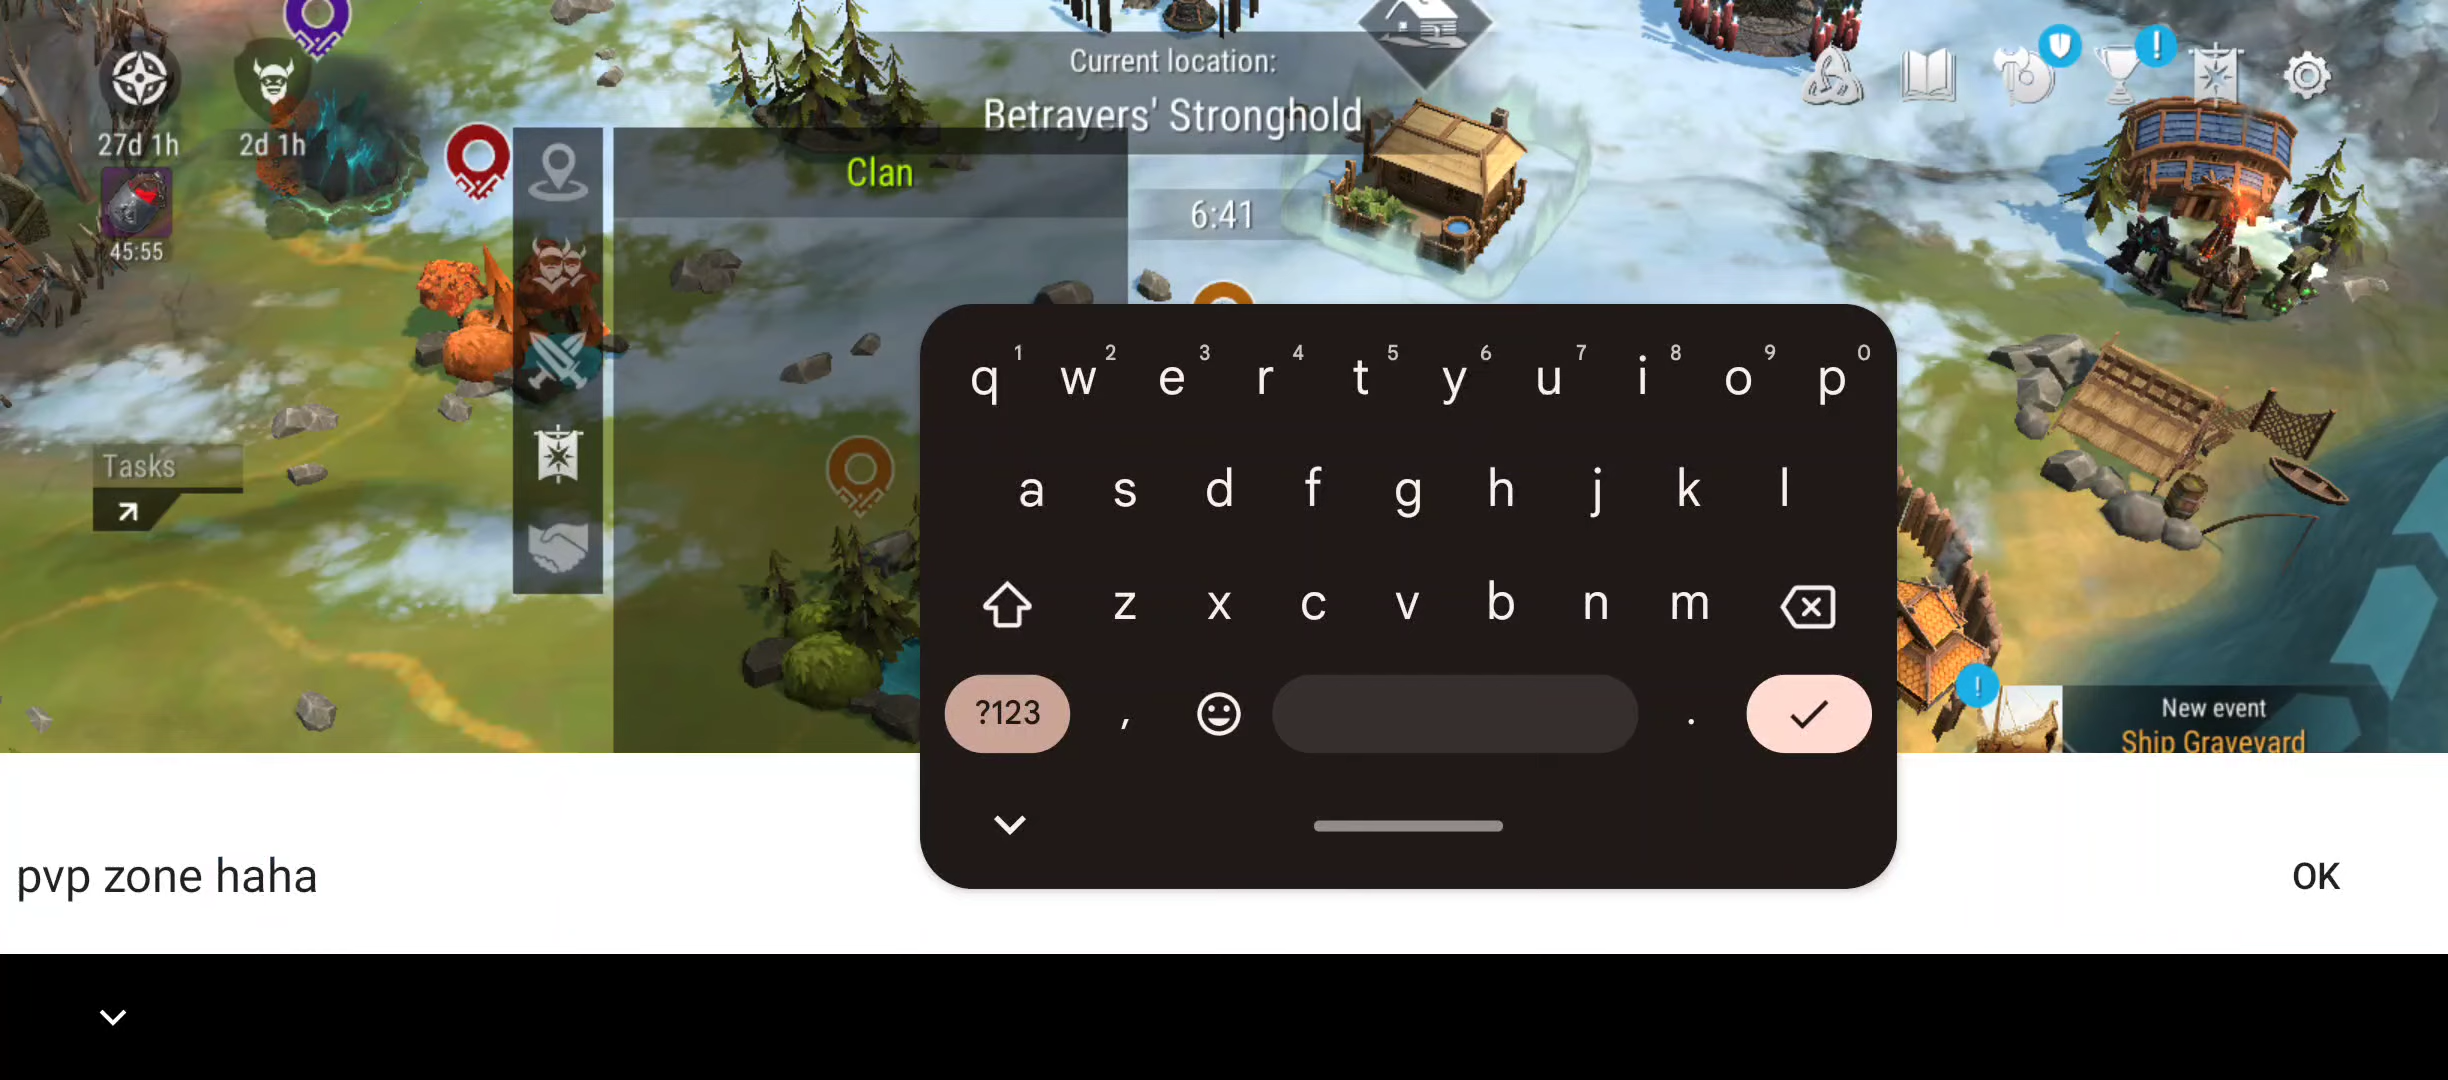 Current location:
Betrayers' Stronghold
27d 1h
2d 1h
Clan
6:41
45:55
Tasks
q 1 w 2 e 3 r 4 t 5 y 6 u 7 i 8 o 9 p 0
a s d f g h j k l
z x c v b n m
?123 , .
!
!
New event
Ship Graveyard
pvp zone haha
OK